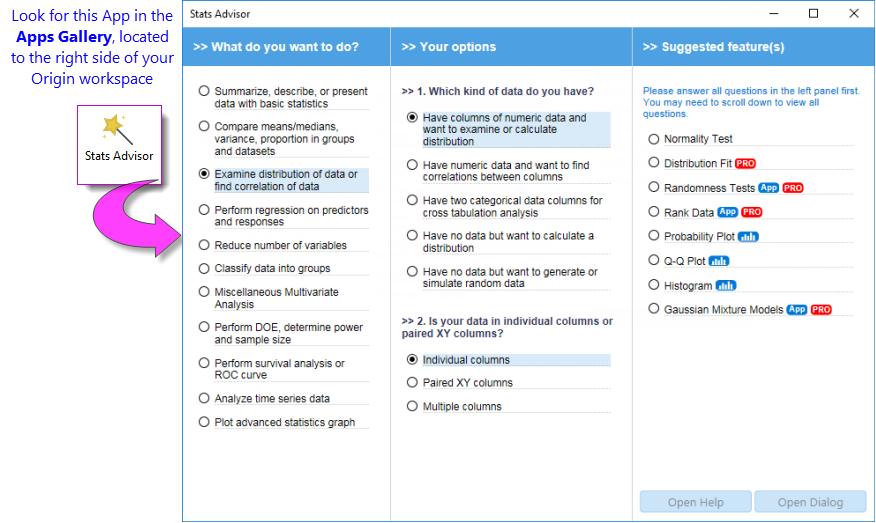 Look for this App in the
Apps Gallery, located
to the right side of your
Origin workspace
Stats Advisor
Stats Advisor
>> What do you want to do?
Summarize, describe, or present
data with basic statistics
Compare means/medians,
variance, proportion in groups
and datasets
Examine distribution of data or
find correlation of data
Perform regression on predictors
and responses
Reduce number of variables
Classify data into groups
Miscellaneous Multivariate
Analysis
Perform DOE, determine power
and sample size
Perform survival analysis or
ROC curve
Analyze time series data
Plot advanced statistics graph
>> Your options
>> 1. Which kind of data do you have?
Have columns of numeric data and
want to examine or calculate
distribution
Have numeric data and want to find
correlations between columns
Have two categorical data columns for
cross tabulation analysis
Have no data but want to calculate a
distribution
Have no data but want to generate or
simulate random data
>> 2. Is your data in individual columns or
paired XY columns?
Individual columns
Paired XY columns
Multiple columns
>> Suggested feature(s)
Please answer all questions in the left panel first.
You may need to scroll down to view all
questions.
Normality Test
Distribution Fit PRO
Randomness Tests App PRO
Rank Data App PRO
Probability Plot
Q-Q Plot
Histogram
Gaussian Mixture Models App PRO
Open Help
Open Dialog